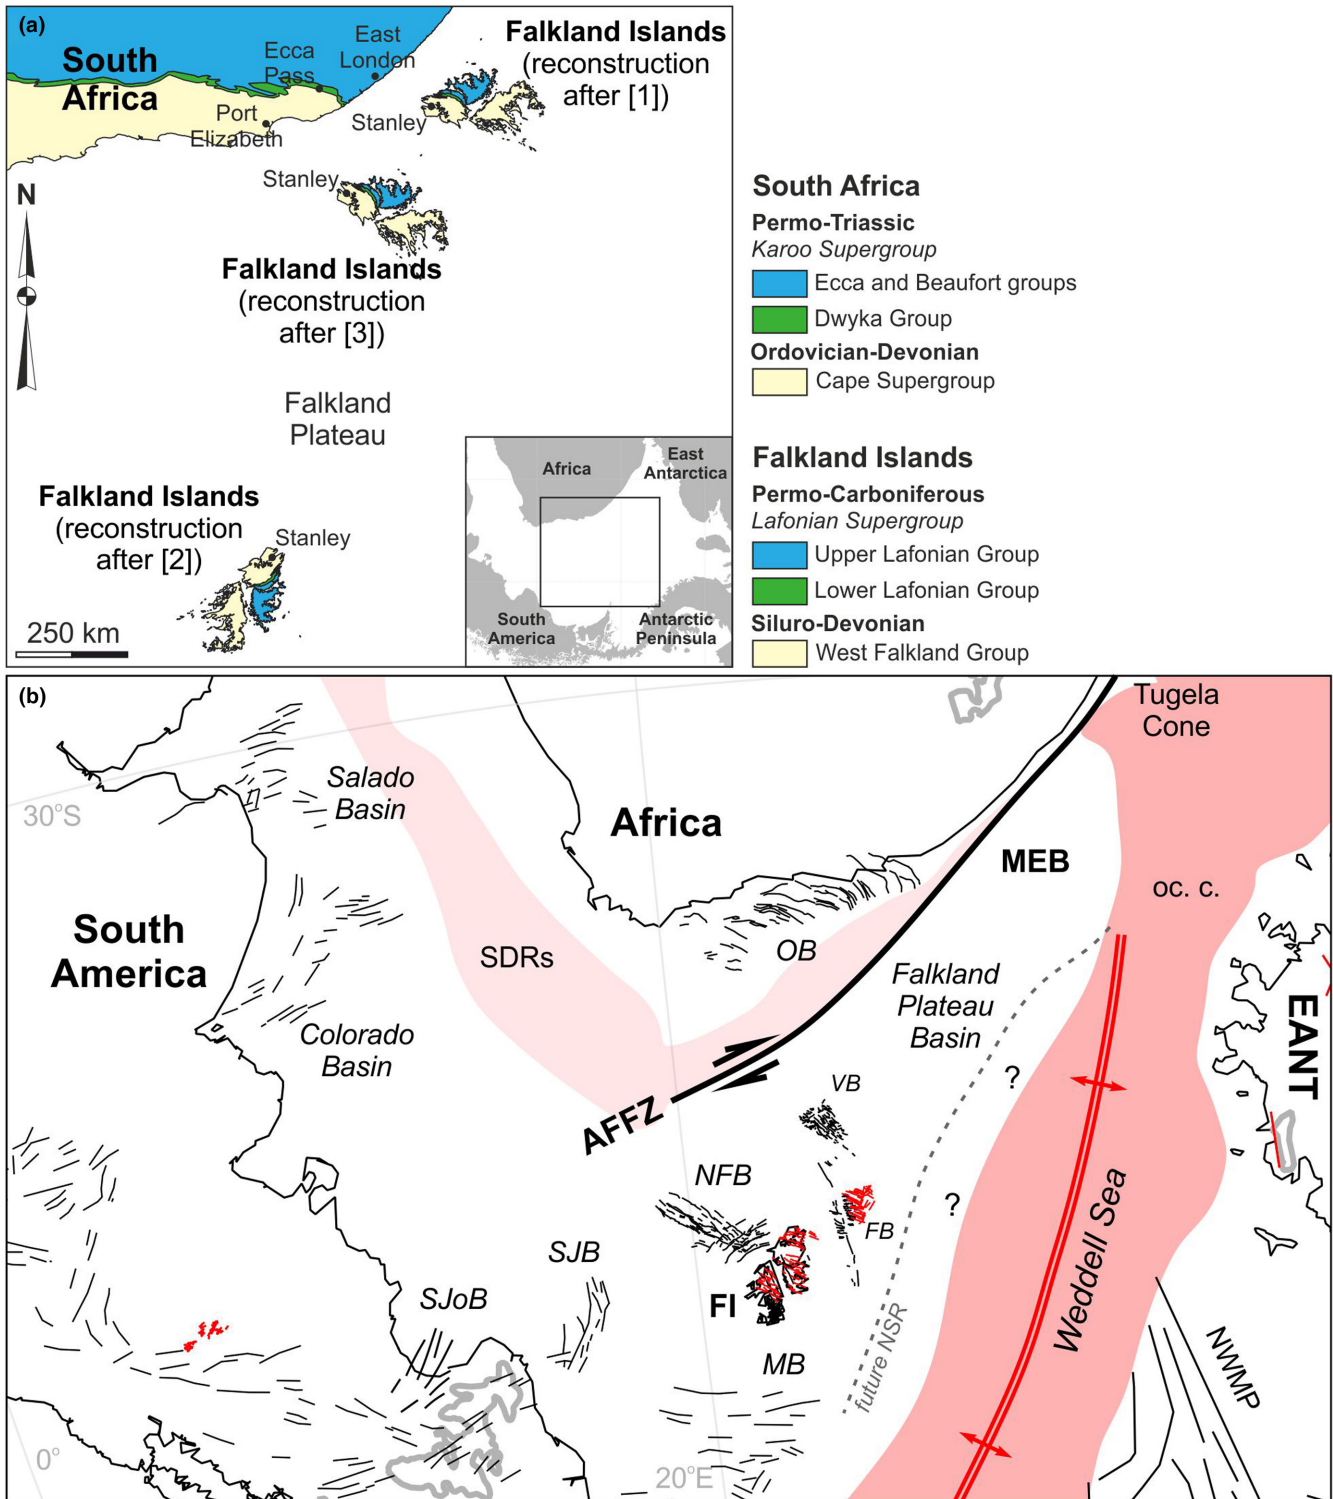 (a)
South
Africa
Ecca
Pass
East
London
Port
Elizabeth
Falkland Islands
(reconstruction
after [1])
Stanley
N
Stanley
Falkland Islands
(reconstruction
after [3])
Falkland
Plateau
Falkland Islands
(reconstruction
after [2])
Stanley
250 km
Africa
East
Antarctica
South
America
Antarctic
Peninsula
South Africa
Permo-Triassic
Karoo Supergroup
Ecca and Beaufort groups
Dwyka Group
Ordovician-Devonian
Cape Supergroup
Falkland Islands
Permo-Carboniferous
Lafonian Supergroup
Upper Lafonian Group
Lower Lafonian Group
Siluro-Devonian
West Falkland Group
(b)
Tugela
Cone
Salado
Basin
30°S
Africa
MEB
oc. c.
South
America
SDRs
OB
Falkland
Plateau
Basin
Colorado
Basin
EANT
?
VB
AFFZ
NFB
?
FB
Weddell Sea
SJB
SJoB
FI
future NSR
MB
NWMP
0°
20°E